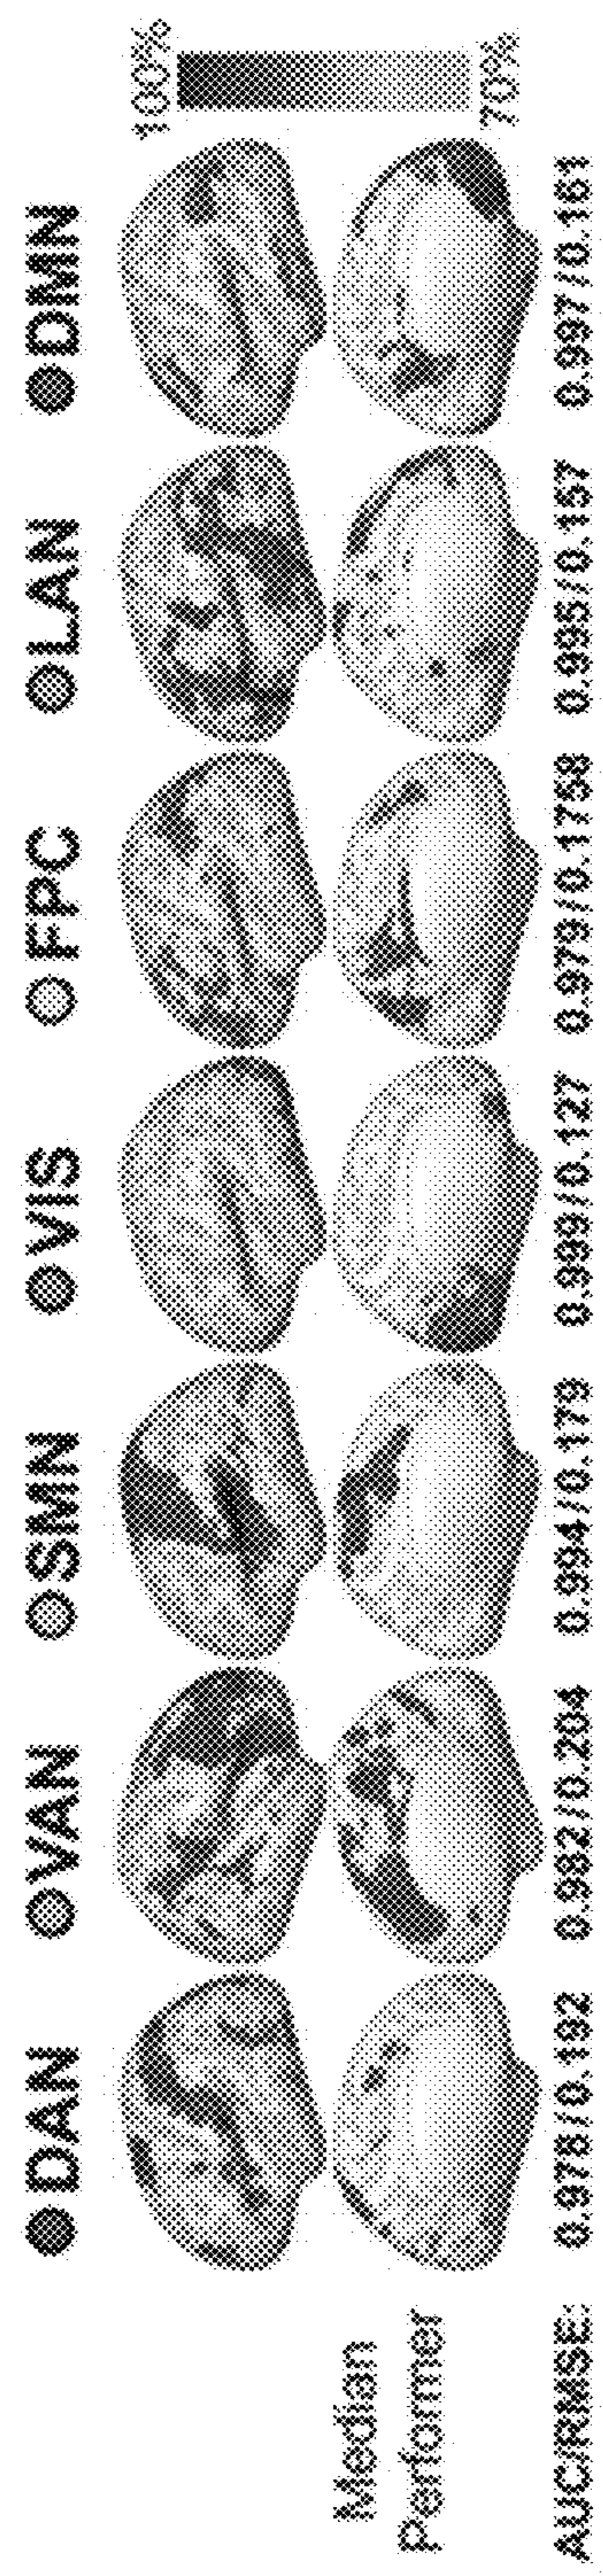 DAN VAN SMN VIS FPC LAN DMN
100%
70%
Median
Performer
AUC/RMSE: 0.978/0.192 0.982/0.204 0.994/0.179 0.999/0.127 0.979/0.1758 0.995/0.157 0.997/0.161